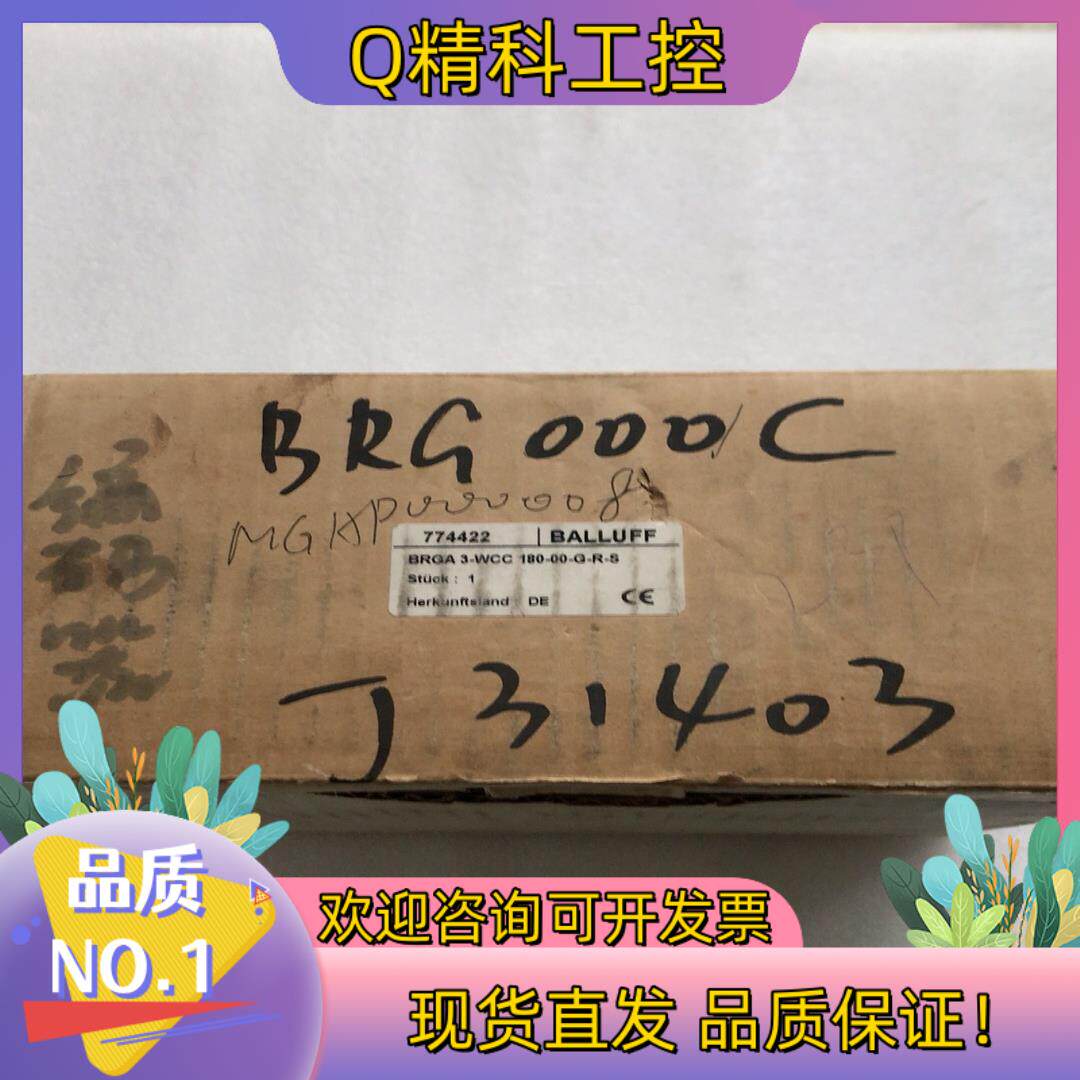 Q精科工控
BRG000C
774422 | BALLUFF
BRGA 3-WCC 180-00-G-R-S
Stück : 1
Herkunftsland DE CE
J31403
品质
NO.1
欢迎咨询可开发票
现货直发 品质保证！